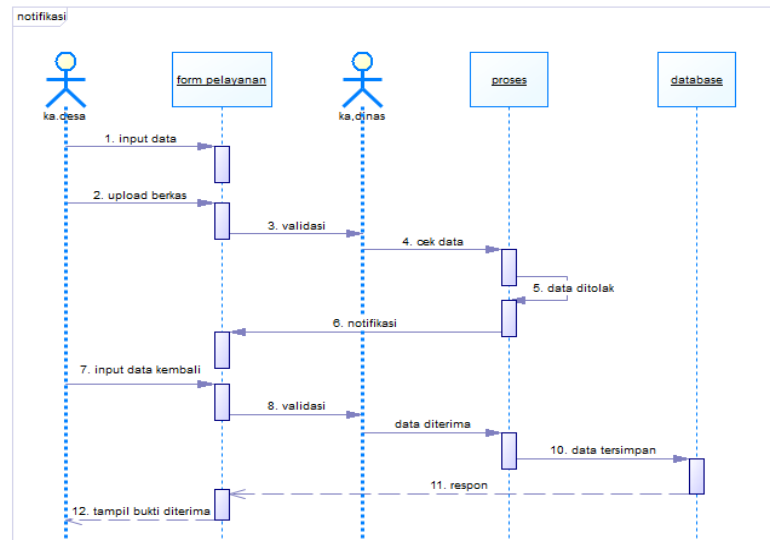 notifikasi
form pelayanan
proses
database
ka.desa
ka,dinas
1. input data
2. upload berkas
3. validasi
4. cek data
5. data ditolak
6. notifikasi
7. input data kembali
8. validasi
data diterima
10. data tersimpan
11. respon
12. tampil bukti diterima